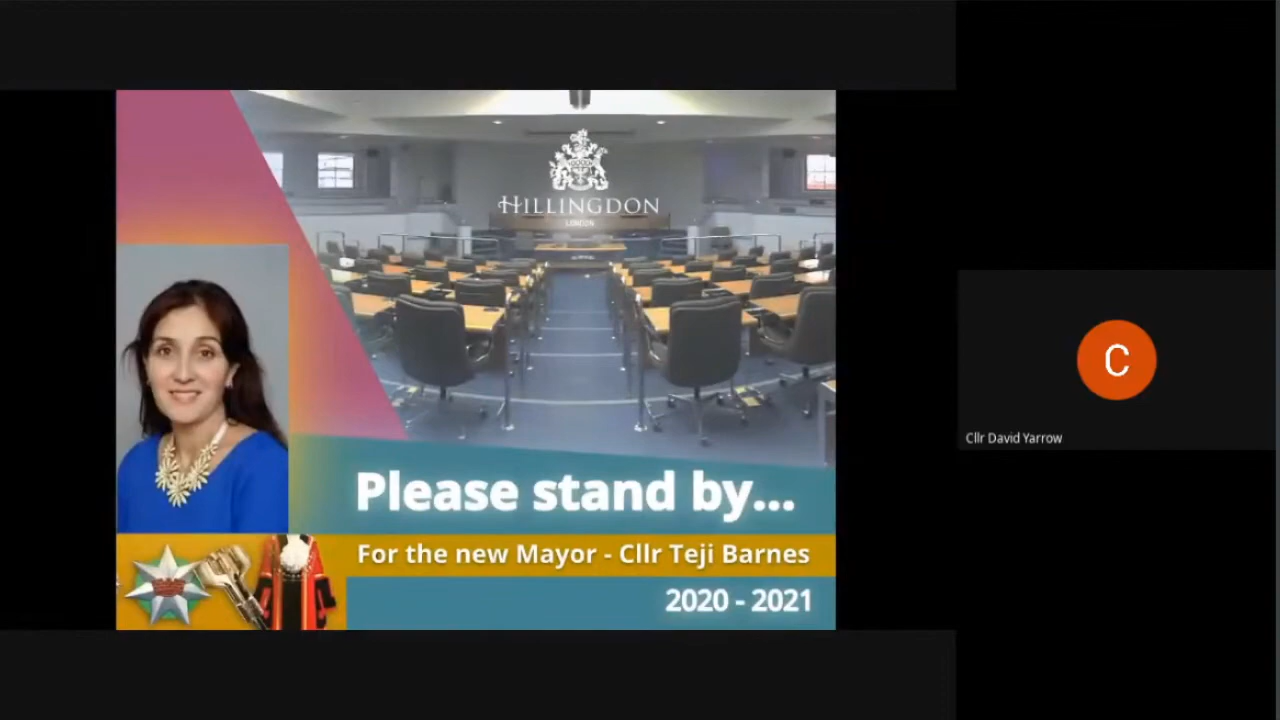 HILLINGDON
LONDON
Please stand by...
For the new Mayor - Cllr Teji Barnes
2020 - 2021
C
Cllr David Yarrow